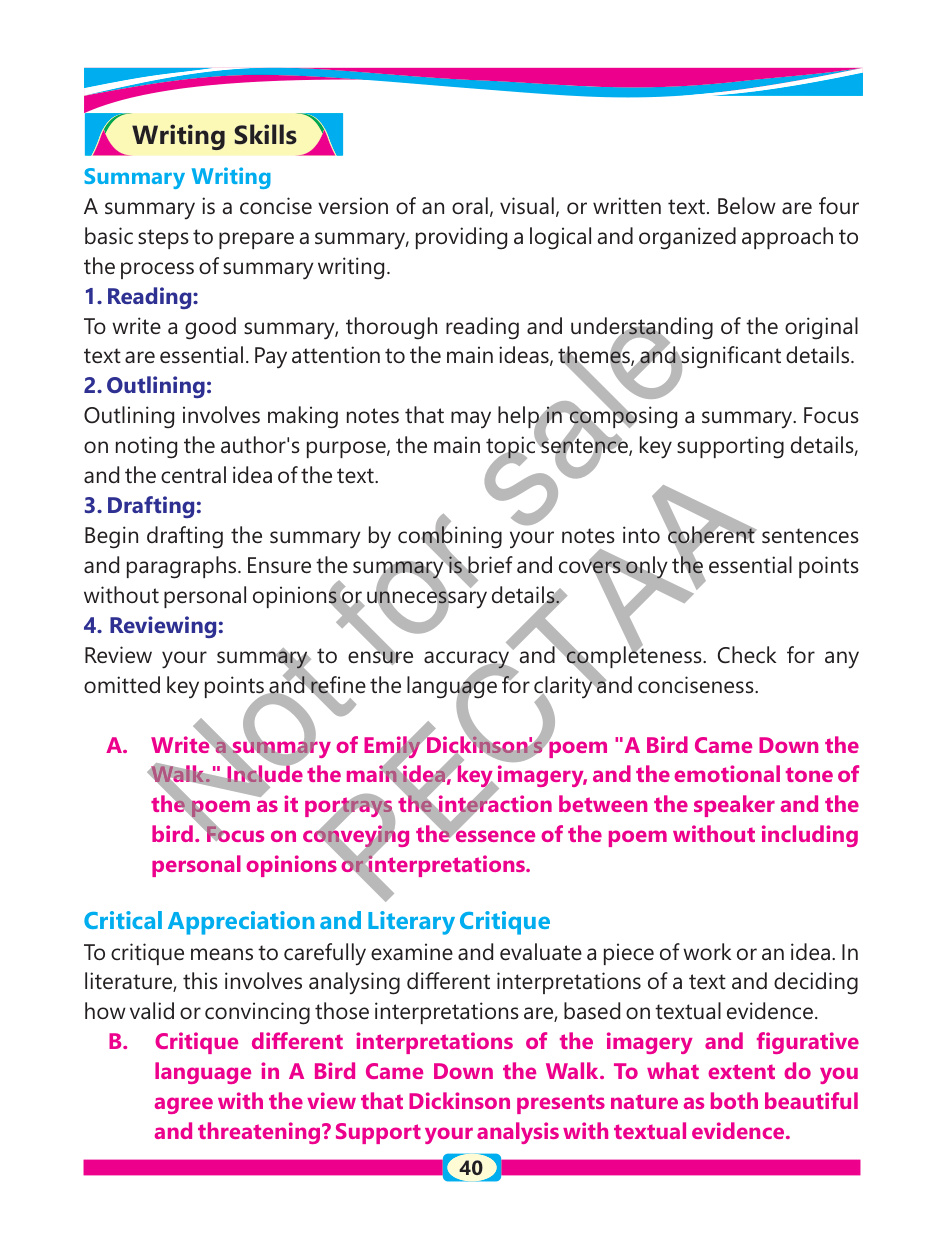 Writing Skills
Summary Writing
A summary is a concise version of an oral, visual, or written text. Below are four
basic steps to prepare a summary, providing a logical and organized approach to
the process of summary writing.
1. Reading:
To write a good summary, thorough reading and understanding of the original
text are essential. Pay attention to the main ideas, themes, and significant details.
2. Outlining:
Outlining involves making notes that may help in composing a summary. Focus
on noting the author's purpose, the main topic sentence, key supporting details,
and the central idea of the text.
3. Drafting:
Begin drafting the summary by combining your notes into coherent sentences
and paragraphs. Ensure the summary is brief and covers only the essential points
without personal opinions or unnecessary details.
4. Reviewing:
Review your summary to ensure accuracy and completeness. Check for any
omitted key points and refine the language for clarity and conciseness.
A. Write a summary of Emily Dickinson's poem "A Bird Came Down the
Walk." Include the main idea, key imagery, and the emotional tone of
the poem as it portrays the interaction between the speaker and the
bird. Focus on conveying the essence of the poem without including
personal opinions or interpretations.
Critical Appreciation and Literary Critique
To critique means to carefully examine and evaluate a piece of work or an idea. In
literature, this involves analysing different interpretations of a text and deciding
how valid or convincing those interpretations are, based on textual evidence.
B. Critique different interpretations of the imagery and figurative
language in A Bird Came Down the Walk. To what extent do you
agree with the view that Dickinson presents nature as both beautiful
and threatening? Support your analysis with textual evidence.
40
Not for sale
PECTAA